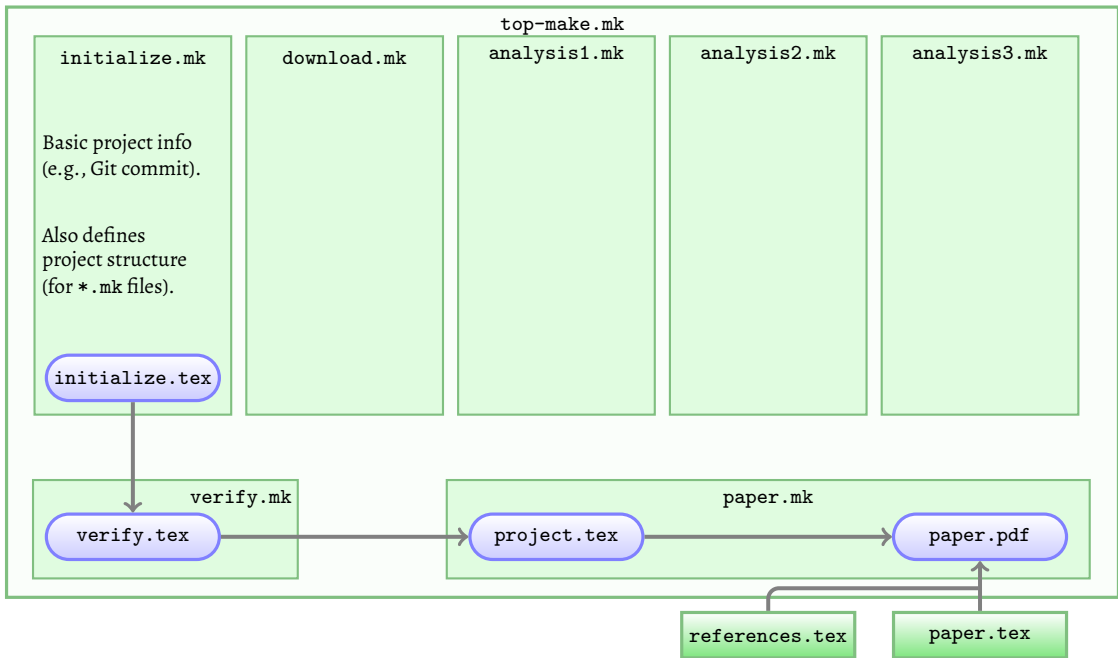 top-make.mk
initialize.mk
download.mk
analysis1.mk
analysis2.mk
analysis3.mk
Basic project info
(e.g., Git commit).
Also defines
project structure
(for *.mk files).
initialize.tex
verify.mk
paper.mk
verify.tex
project.tex
paper.pdf
references.tex
paper.tex